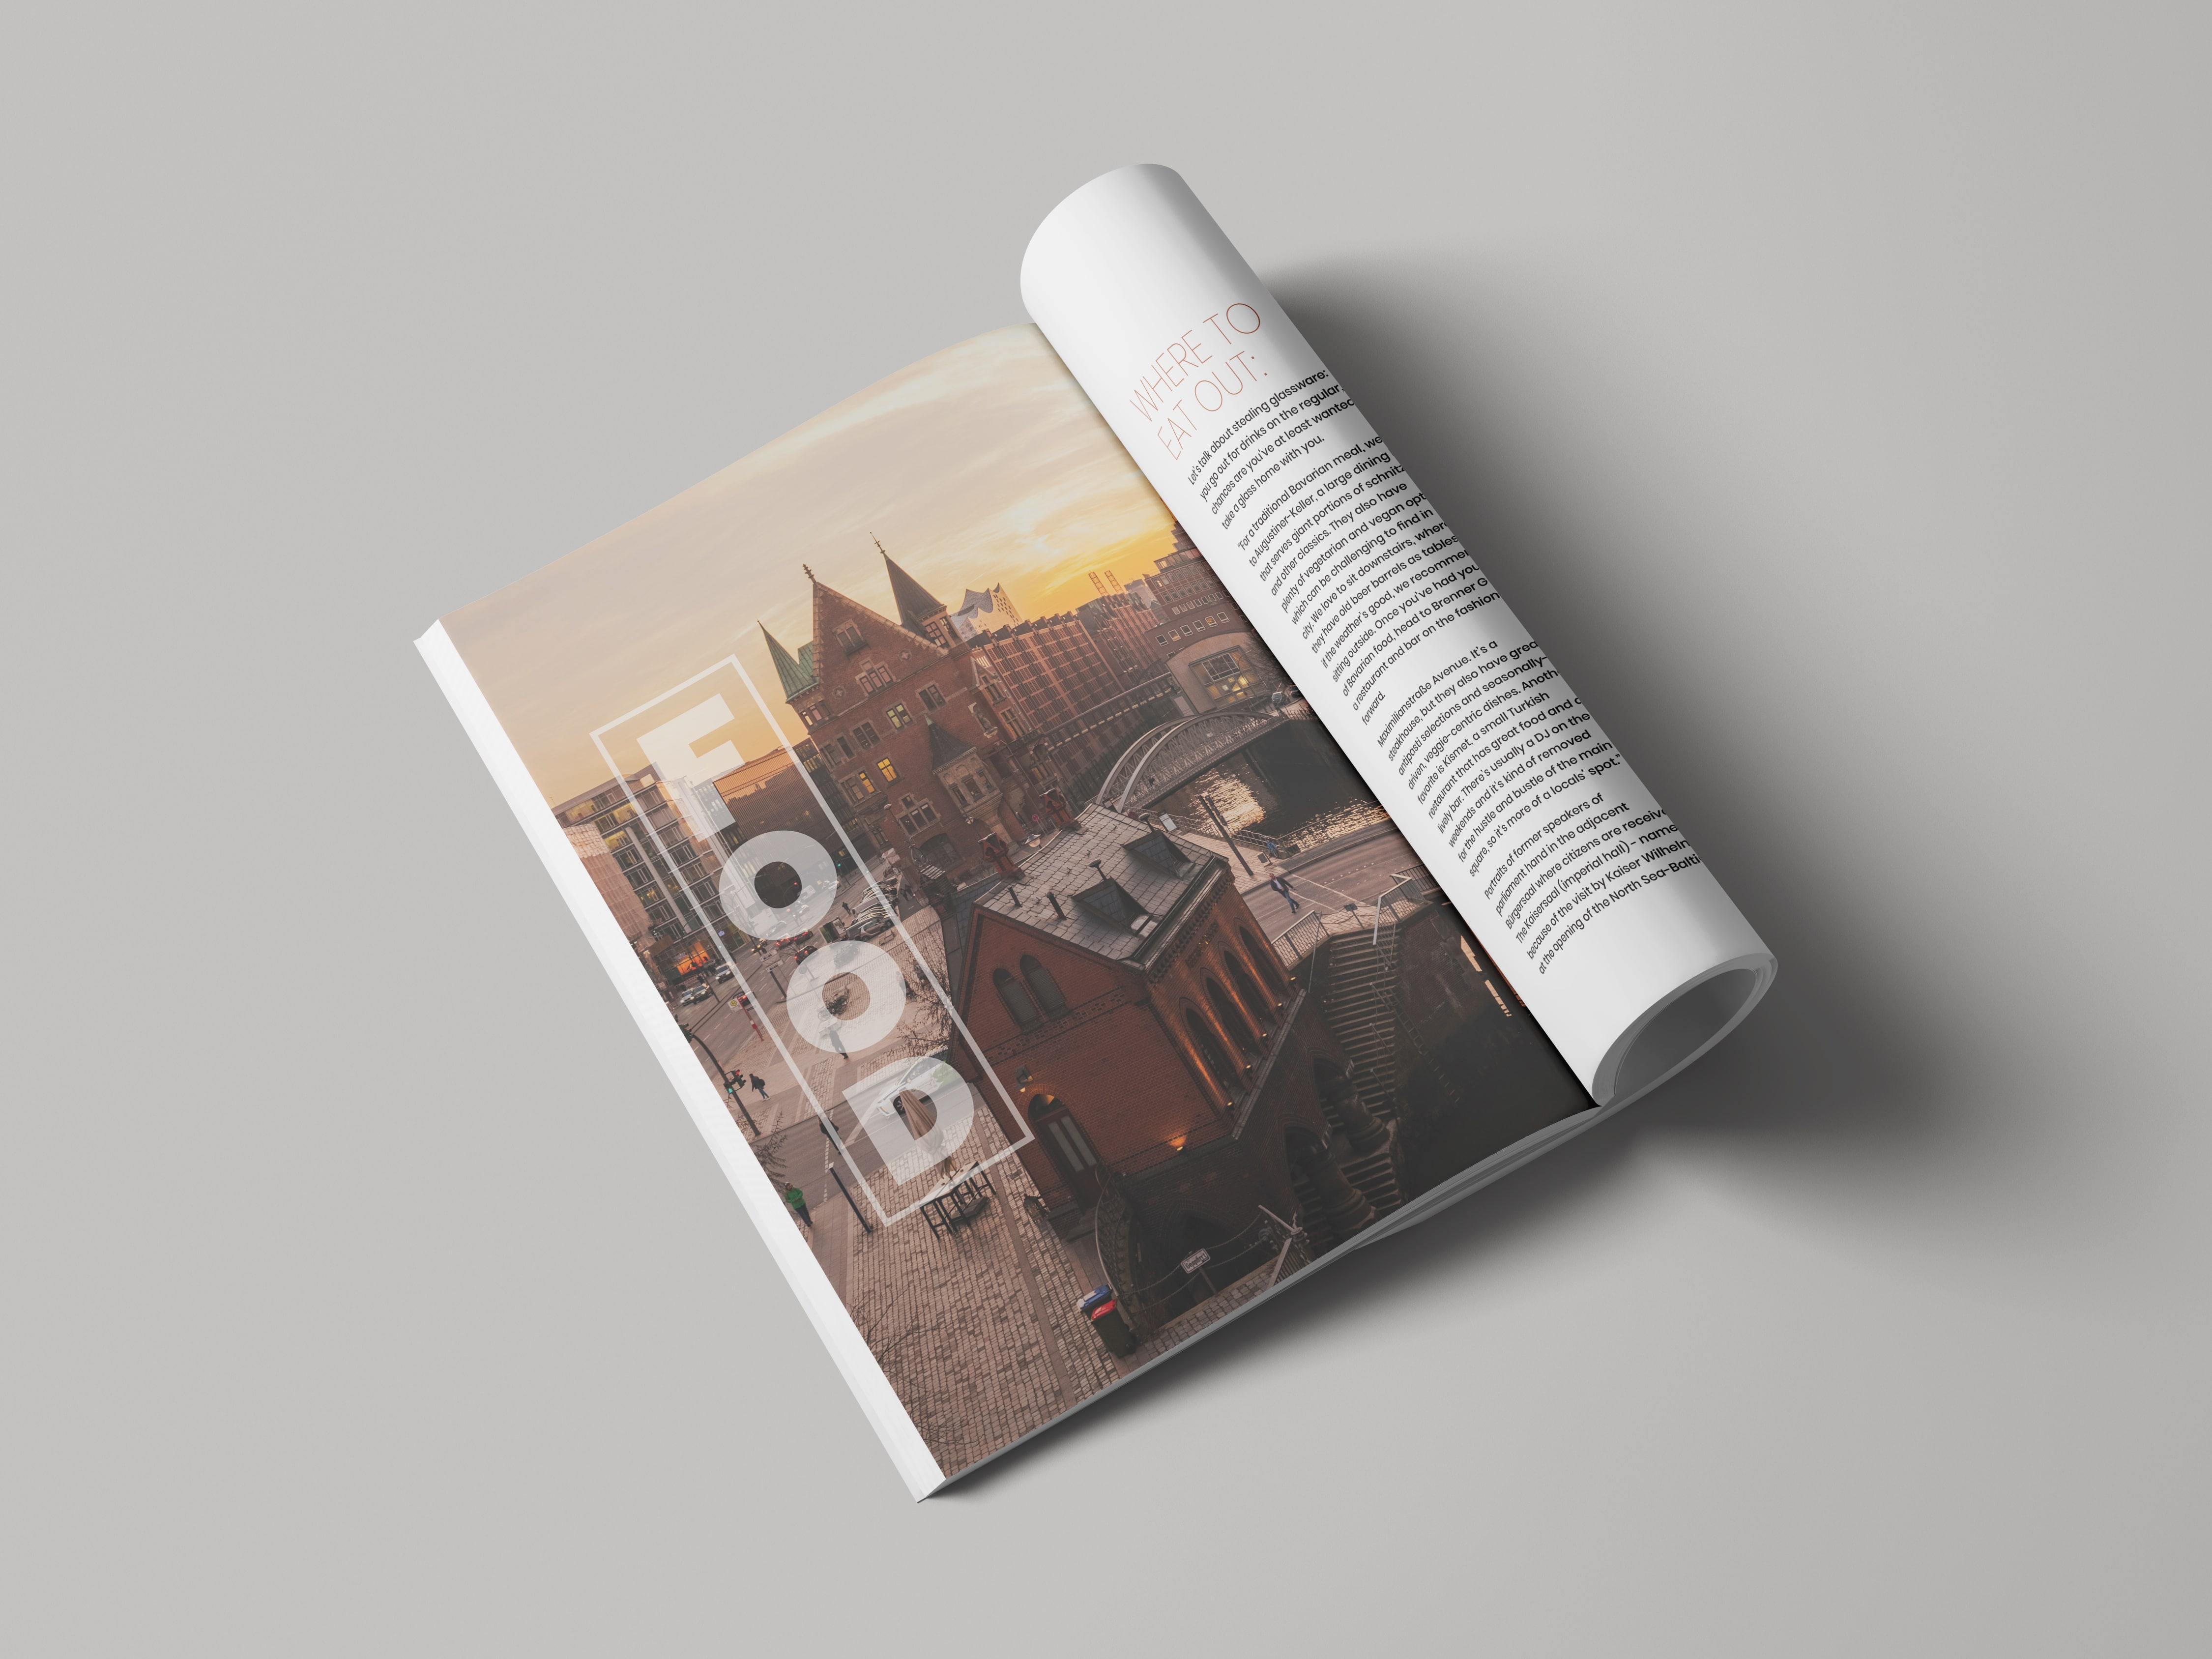 FOOD
WHERE TO
EAT OUT:
Let's talk about stealing glassware:
you go out for drinks on the regular
chances are you've at least wanted
take a glass home with you.
"For a traditional Bavarian meal, we
to Augustiner-Keller, a large dining
that serves giant portions of schnitz
and other classics. They also have
plenty of vegetarian and vegan opt
which can be challenging to find in
city. We love to sit downstairs, where
they have old beer barrels as tables
if the weather's good, we recommen
sitting outside. Once you've had you
of Bavarian food, head to Brenner G
a restaurant and bar on the fashion
forward.
Maximilianstraße Avenue. It's a
steakhouse, but they also have grea
antipasti selections and seasonally-
driven, veggie-centric dishes. Anoth
favorite is Kismet, a small Turkish
restaurant that has great food and a
lively bar. There's usually a DJ on the
weekends and it's kind of removed
for the hustle and bustle of the main
square, so it's more of a locals' spot."
Portraits of former speakers of
parliament hand in the adjacent
Bürgersaal where citizens are receive
The Kaisersaal (imperial hall) - name
because of the visit by Kaiser Wilhelm
at the opening of the North Sea-Balti